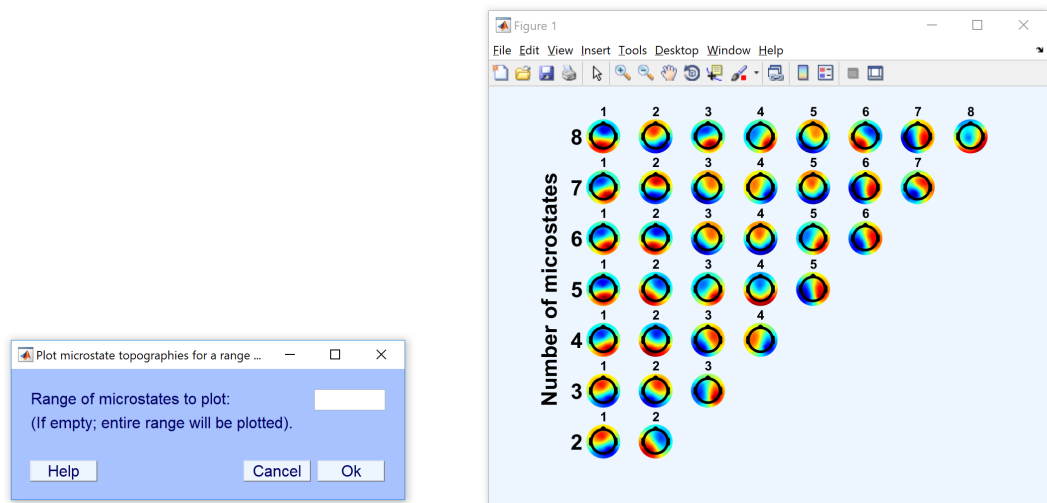 Figure 1
File Edit View Insert Tools Desktop Window Help
1 2 3 4 5 6 7 8
8
1 2 3 4 5 6 7
7
1 2 3 4 5 6
6
1 2 3 4 5
5
1 2 3 4
4
1 2 3
3
1 2
2
Number of microstates
Plot microstate topographies for a range ...
Range of microstates to plot:
(If empty; entire range will be plotted).
Help Cancel Ok